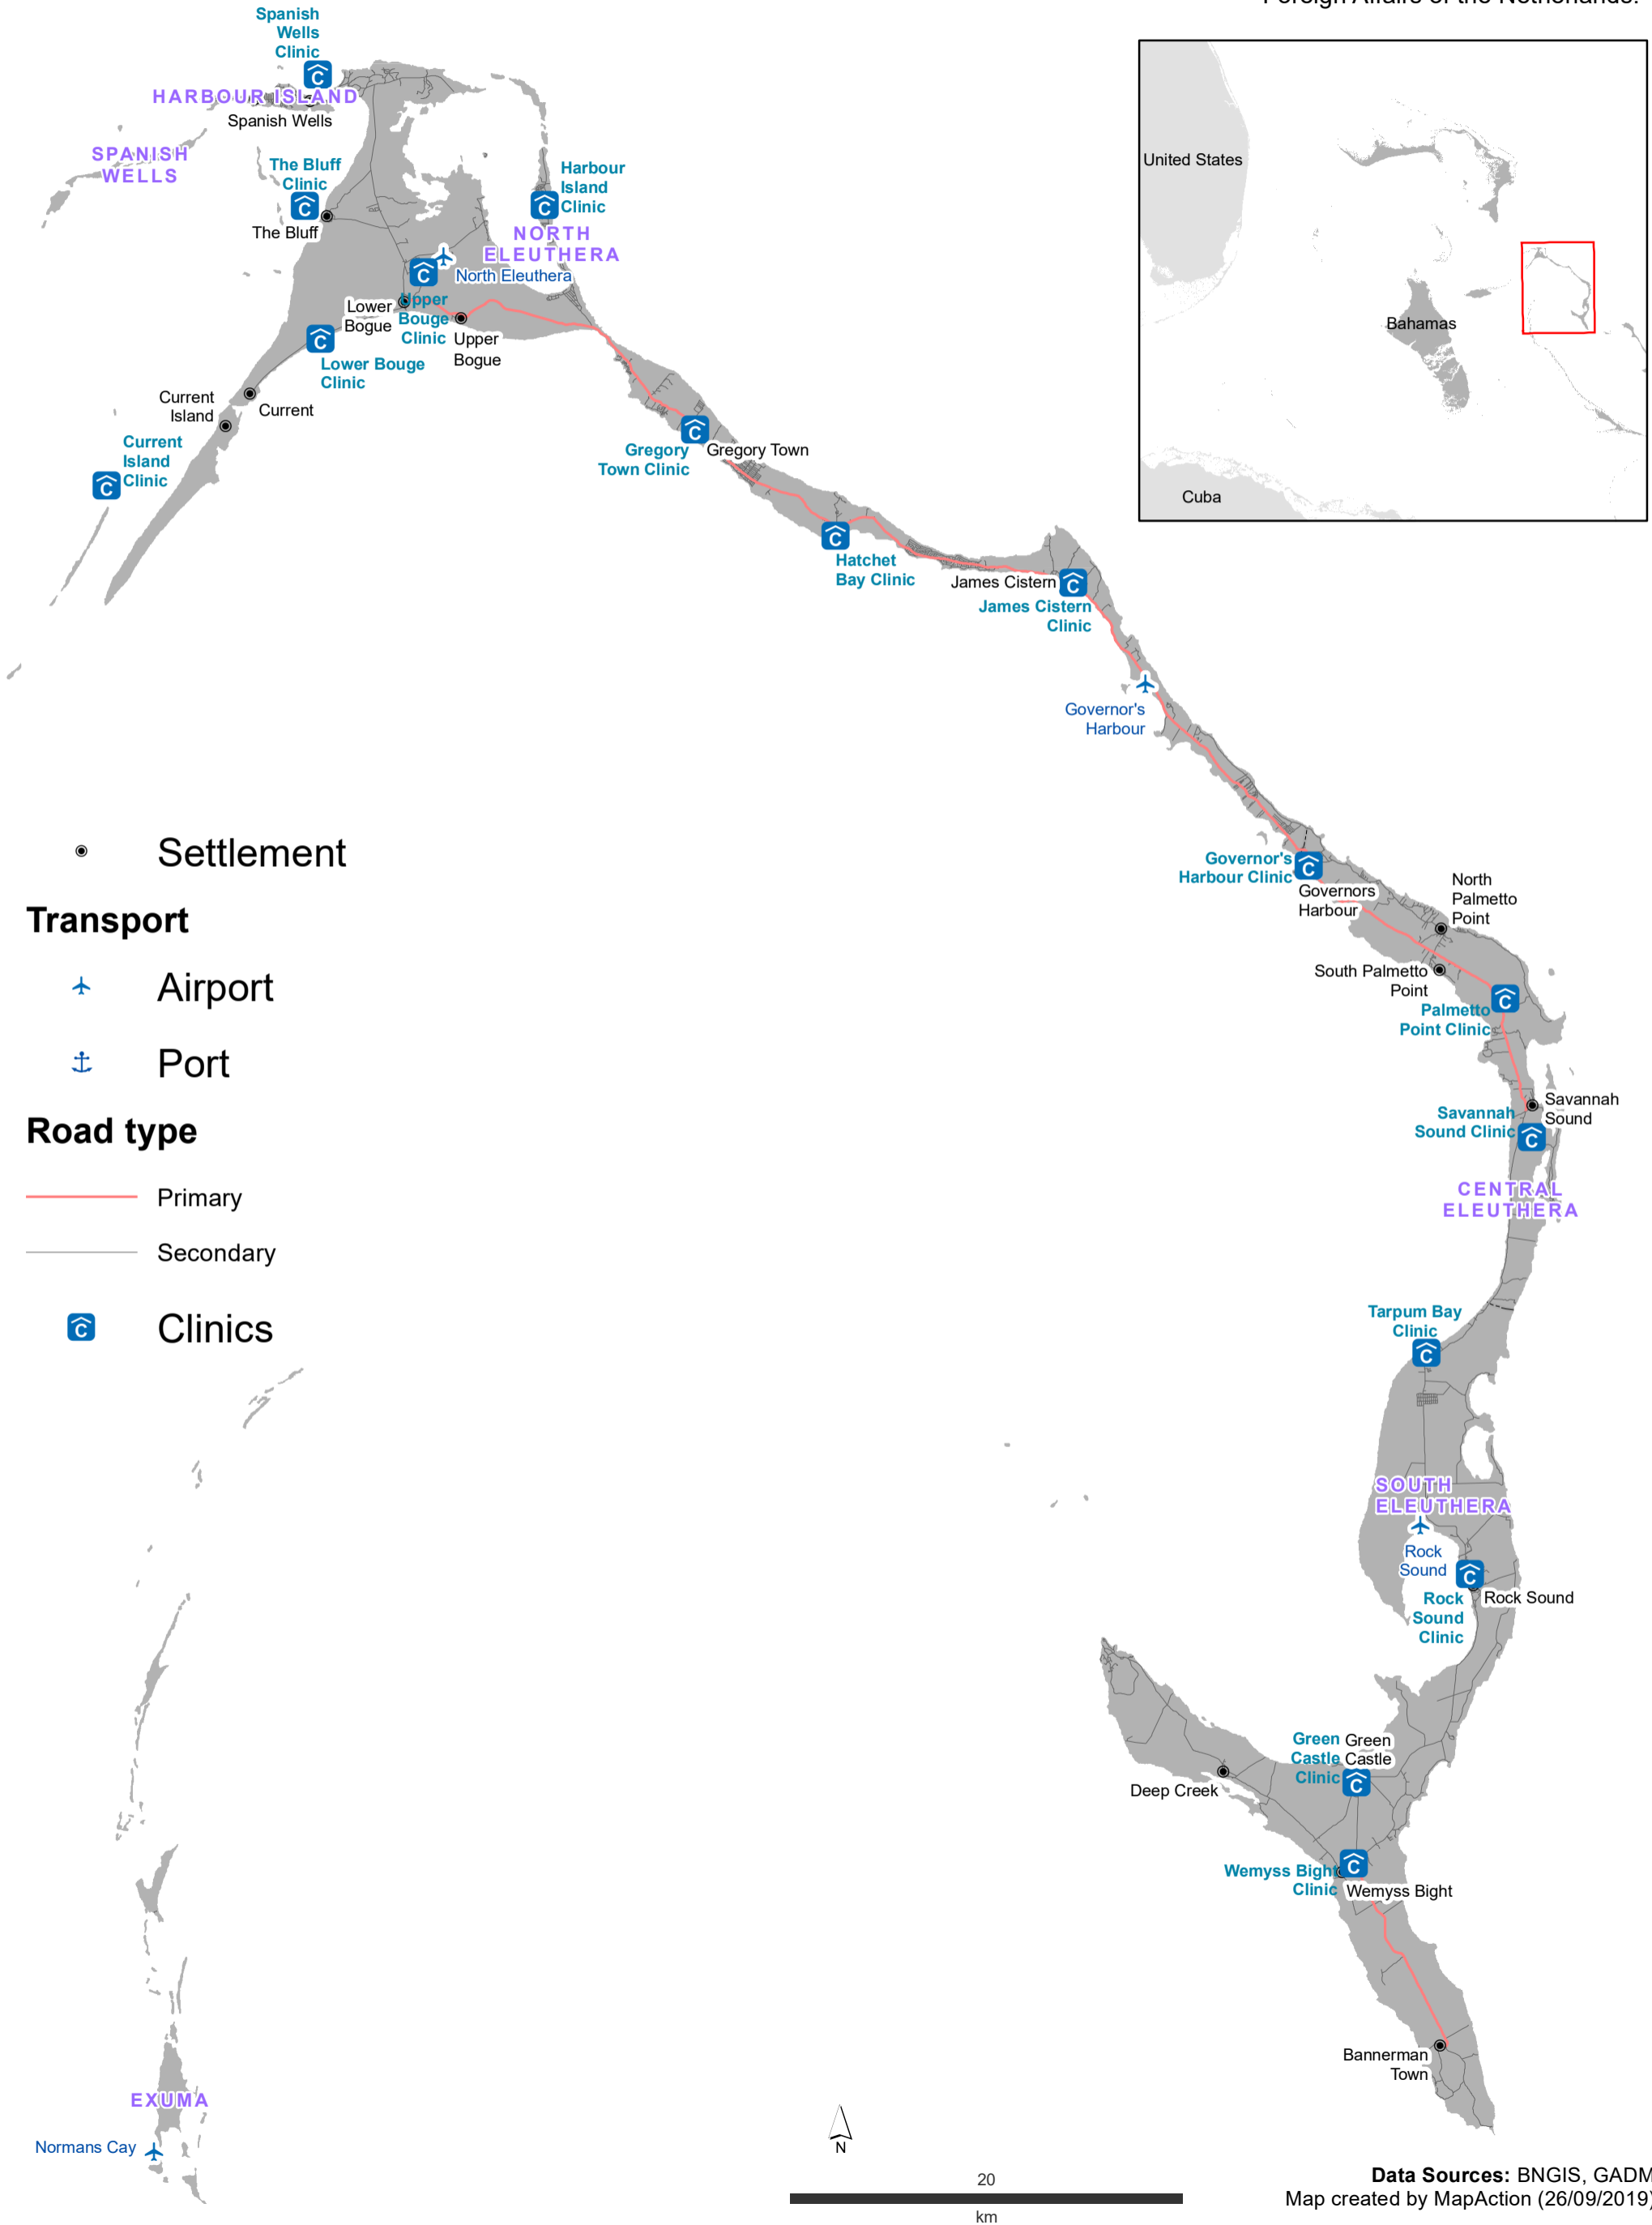 Foreign Affairs of the Netherlands.
Spanish
Wells
Clinic
HARBOUR ISLAND
Spanish Wells
SPANISH
WELLS
The Bluff
Clinic
The Bluff
Harbour
Island
Clinic
NORTH
ELEUTHERA
North Eleuthera
Lower
Bogue
Upper
Bouge
Clinic
Upper
Bogue
Lower Bouge
Clinic
Current
Island
Current
Current
Island
Clinic
Gregory
Town Clinic
Gregory Town
Hatchet
Bay Clinic
James Cistern
James Cistern
Clinic
Governor's
Harbour
United States
Bahamas
Cuba
Governor's
Harbour Clinic
Governors
Harbour
North
Palmetto
Point
South Palmetto
Point
Palmetto
Point Clinic
Savannah
Sound
Savannah
Sound Clinic
CENTRAL
ELEUTHERA
Settlement
Transport
Airport
Port
Road type
Primary
Secondary
Clinics
Tarpum Bay
Clinic
SOUTH
ELEUTHERA
Rock
Sound
Rock Sound
Rock
Sound
Clinic
Green
Castle
Clinic
Green
Castle
Deep Creek
Wemyss Bight
Clinic
Wemyss Bight
Bannerman
Town
EXUMA
Normans Cay
N
20
km
Data Sources: BNGIS, GADM
Map created by MapAction (26/09/2019)